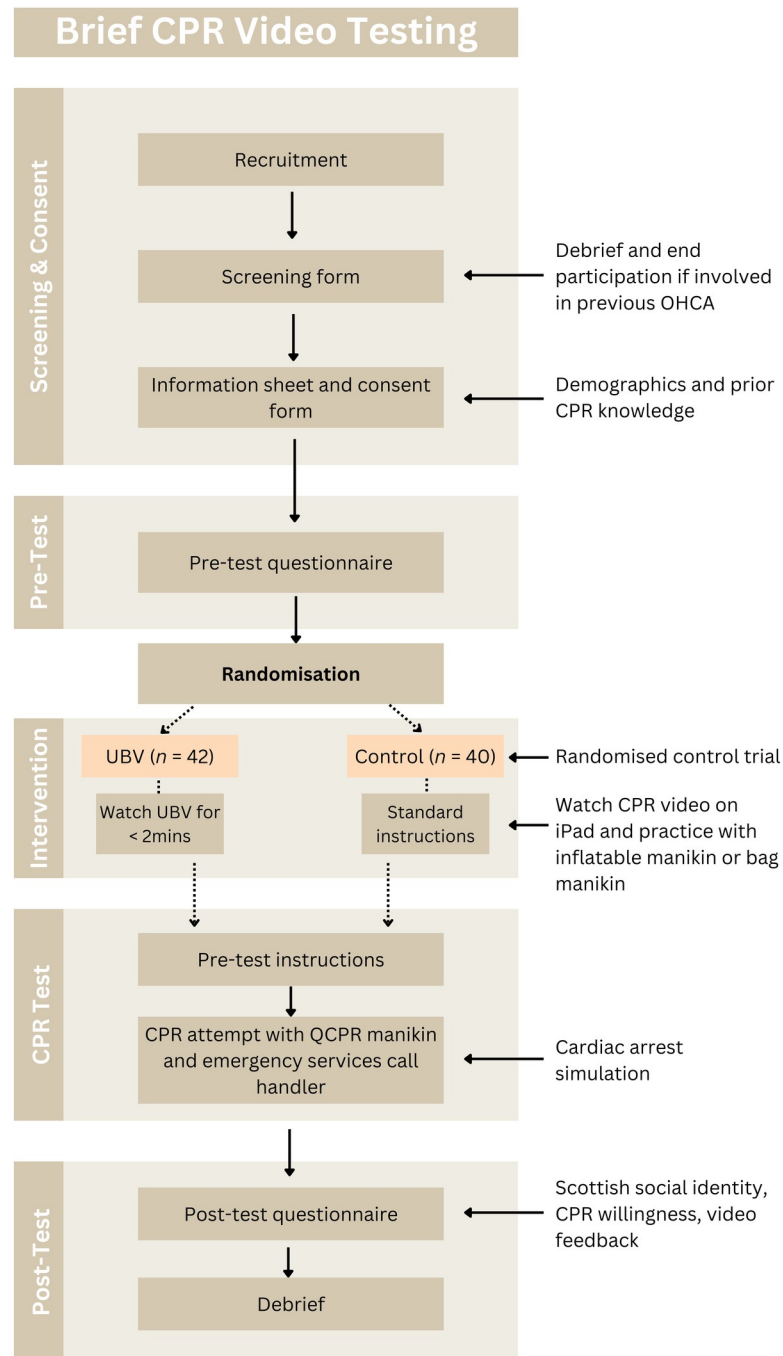 Brief CPR Video Testing
Screening & Consent
Recruitment
Screening form
Debrief and end
participation if involved
in previous OHCA
Information sheet and consent
form
Demographics and prior
CPR knowledge
Pre-Test
Pre-test questionnaire
Randomisation
Intervention
UBV (n = 42)
Control (n = 40)
Randomised control trial
Watch UBV for
< 2mins
Standard
instructions
Watch CPR video on
iPad and practice with
inflatable manikin or bag
manikin
CPR Test
Pre-test instructions
CPR attempt with QCPR manikin
and emergency services call
handler
Cardiac arrest
simulation
Post-Test
Post-test questionnaire
Scottish social identity,
CPR willingness, video
feedback
Debrief